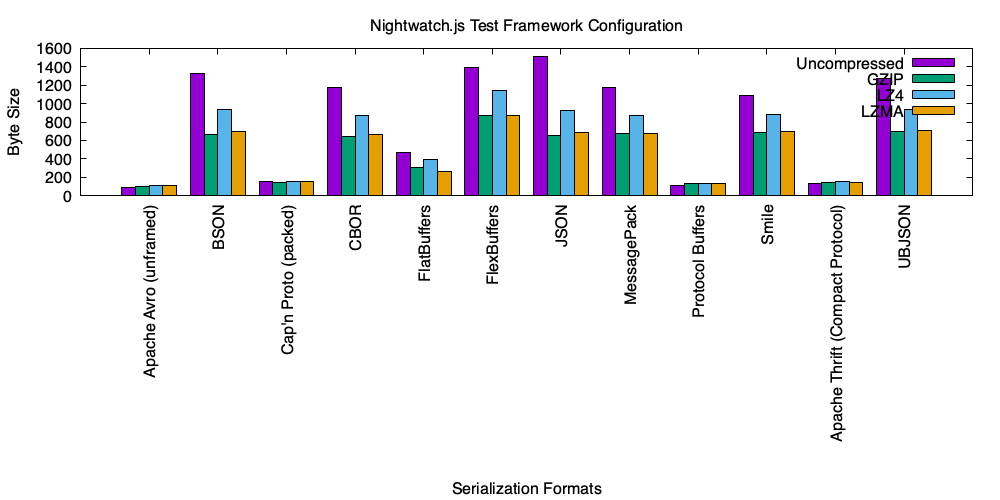 Nightwatch.js Test Framework Configuration
1600
1400
1200
1000
800
600
400
200
0
Byte Size
Uncompressed
GZIP
LZ4
LZMA
Apache Avro (unframed)
BSON
Cap'n Proto (packed)
CBOR
FlatBuffers
FlexBuffers
JSON
MessagePack
Protocol Buffers
Smile
Apache Thrift (Compact Protocol)
UBJSON
Serialization Formats